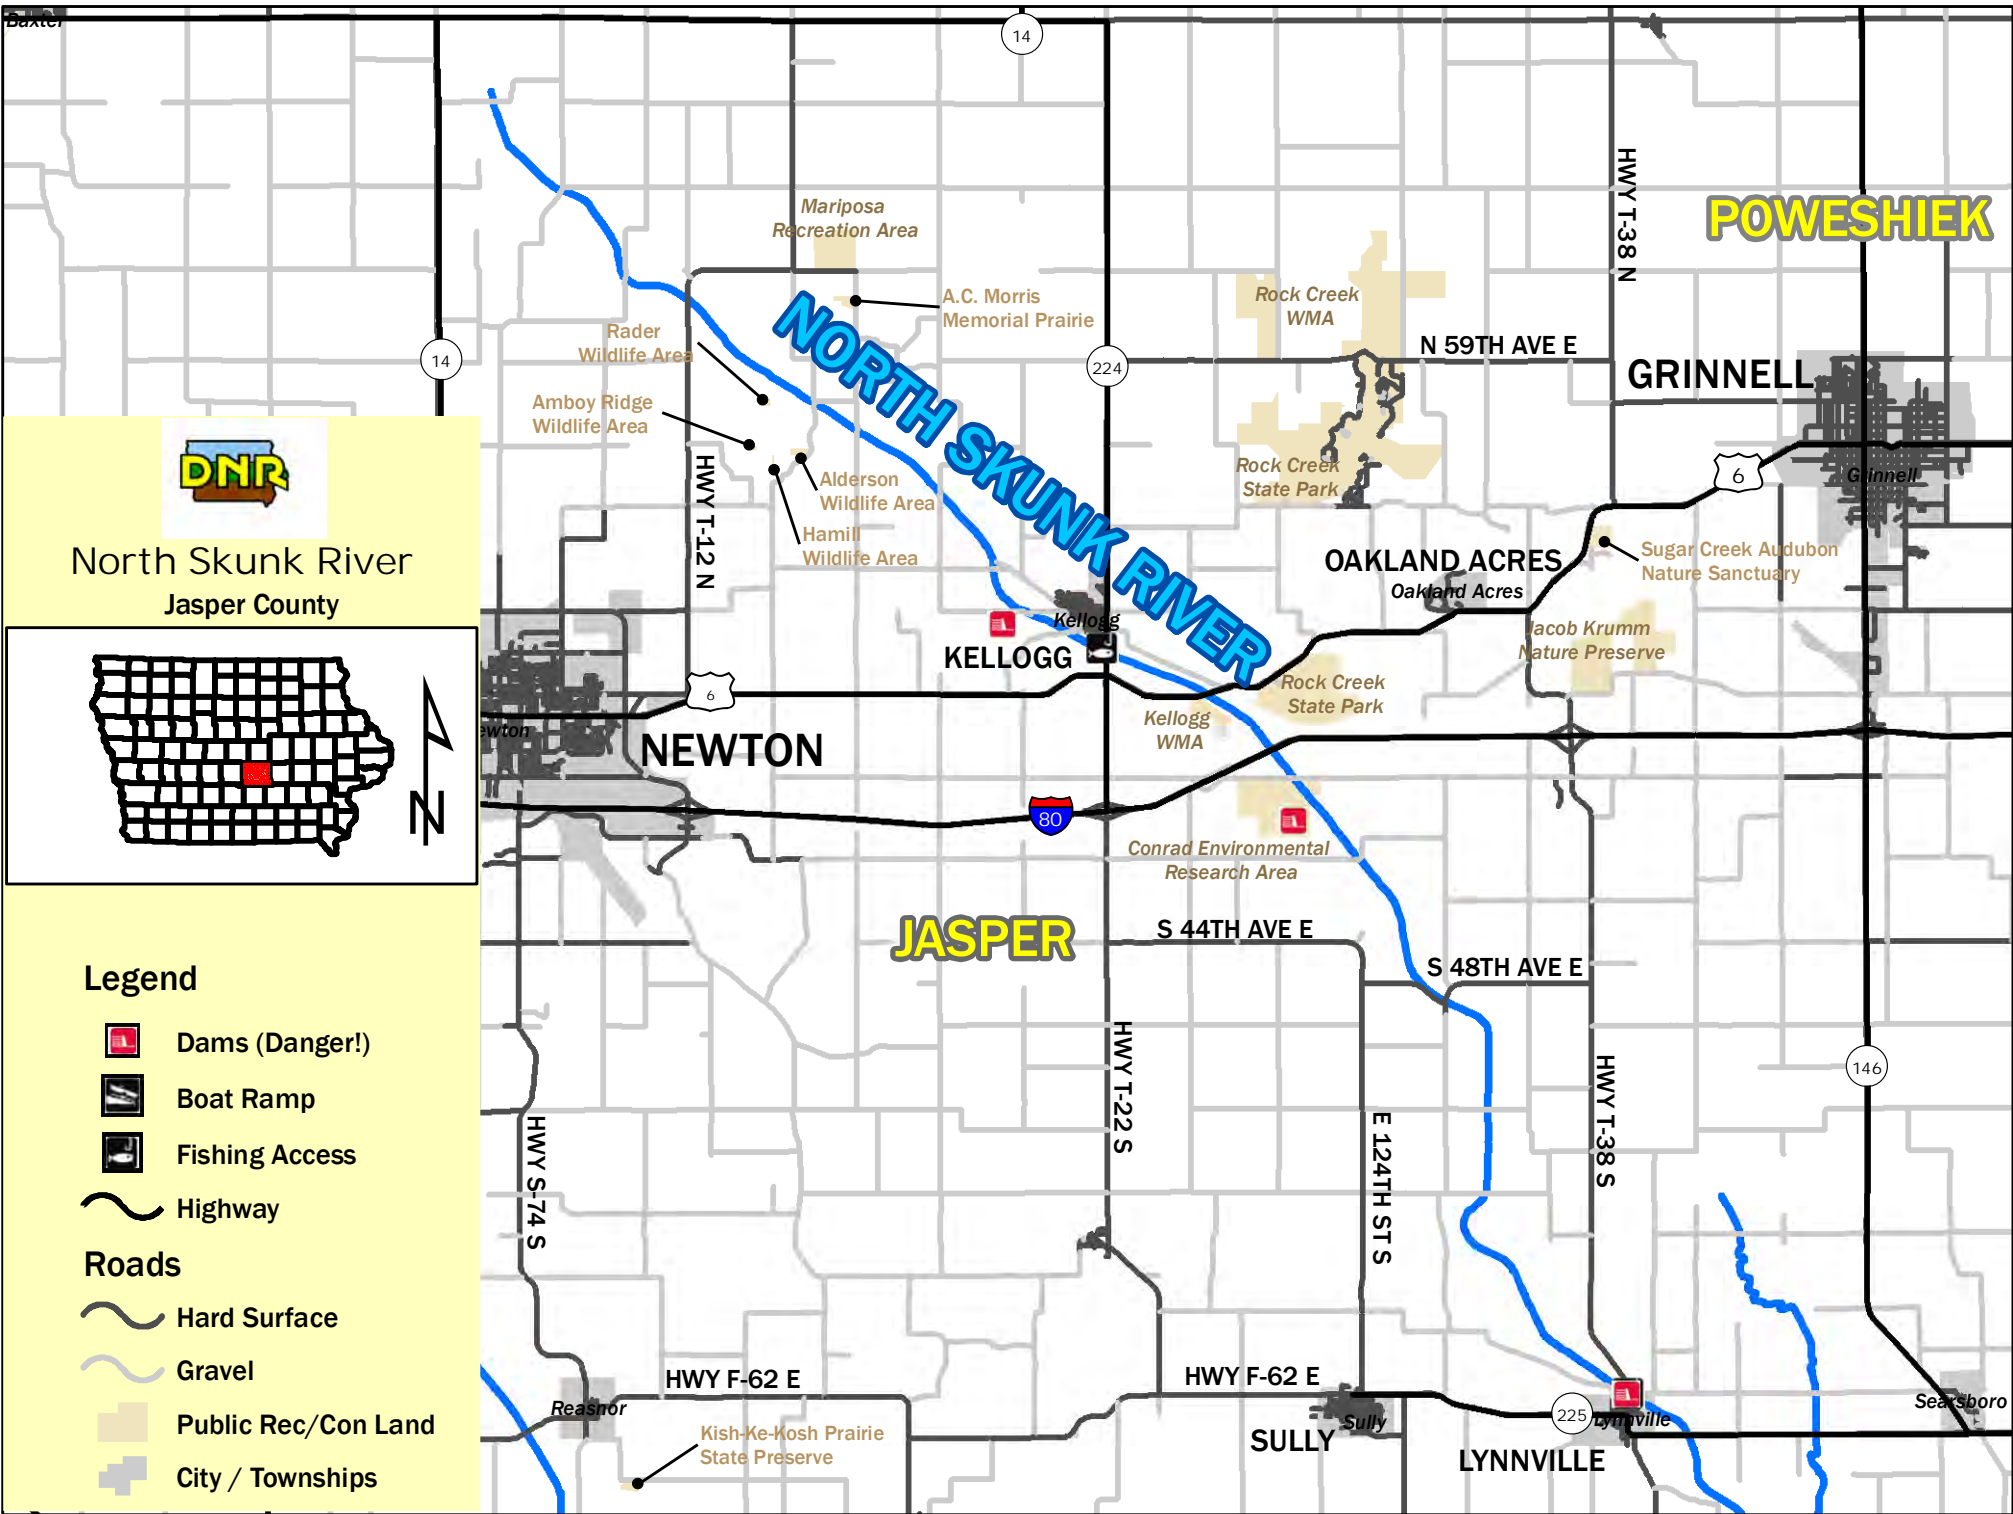 Baxter
14
HWY T-38 N
POWESHIEK
Mariposa
Recreation Area
A.C. Morris
Memorial Prairie
Rock Creek
WMA
Rader
Wildlife Area
14
224
N 59TH AVE E
GRINNELL
Amboy Ridge
Wildlife Area
NORTH SKUNK RIVER
DNR
HWY T-12 N
Alderson
Wildlife Area
Rock Creek
State Park
6
Grinnell
Hamill
Wildlife Area
North Skunk River
Jasper County
OAKLAND ACRES
Oakland Acres
Sugar Creek Audubon
Nature Sanctuary
Kellogg
KELLOGG
Jacob Krumm
Nature Preserve
6
Rock Creek
State Park
Kellogg
WMA
ewton
NEWTON
N
80
Conrad Environmental
Research Area
JASPER
S 44TH AVE E
S 48TH AVE E
Legend
Dams (Danger!)
Boat Ramp
Fishing Access
Highway
Roads
Hard Surface
Gravel
Public Rec/Con Land
City / Townships
HWY S-74 S
HWY T-22 S
E 124TH ST S
HWY T-38 S
146
HWY F-62 E
HWY F-62 E
Reasnor
Kish-Ke-Kosh Prairie
State Preserve
Sully
SULLY
225
Lynnville
LYNNVILLE
Searsboro